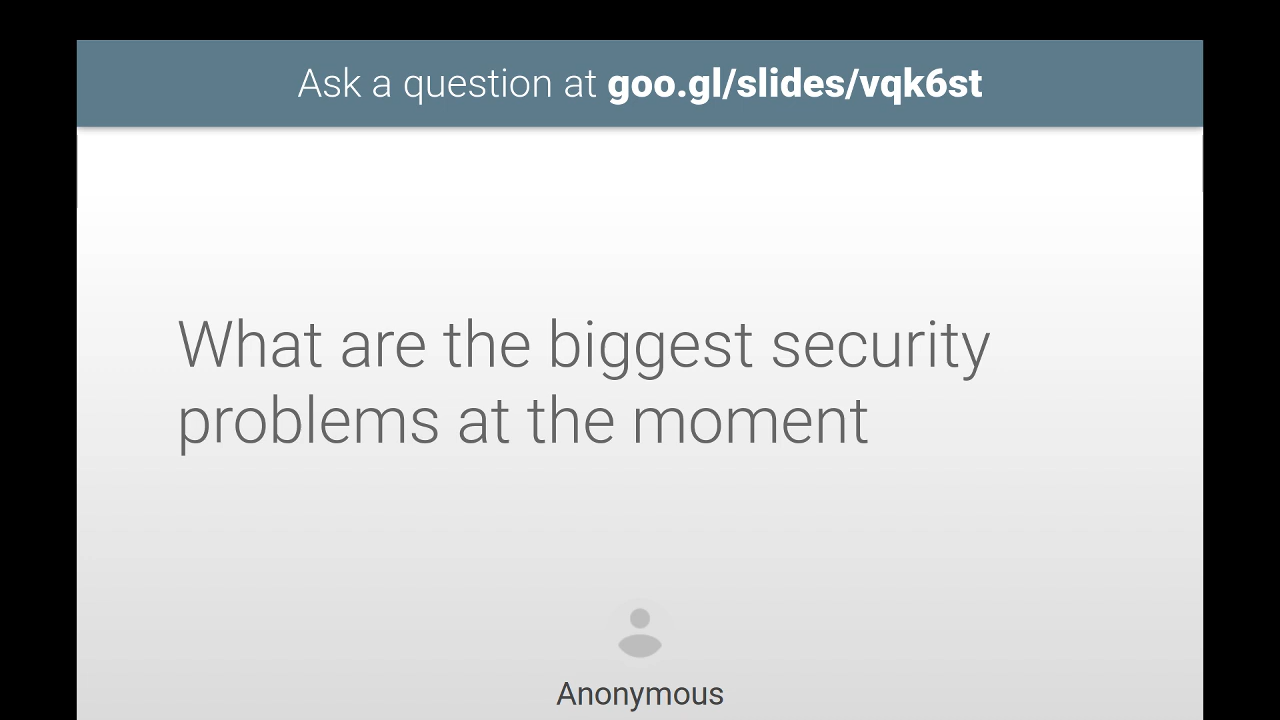 Ask a question at goo.gl/slides/vqk6st
What are the biggest security
problems at the moment
Anonymous